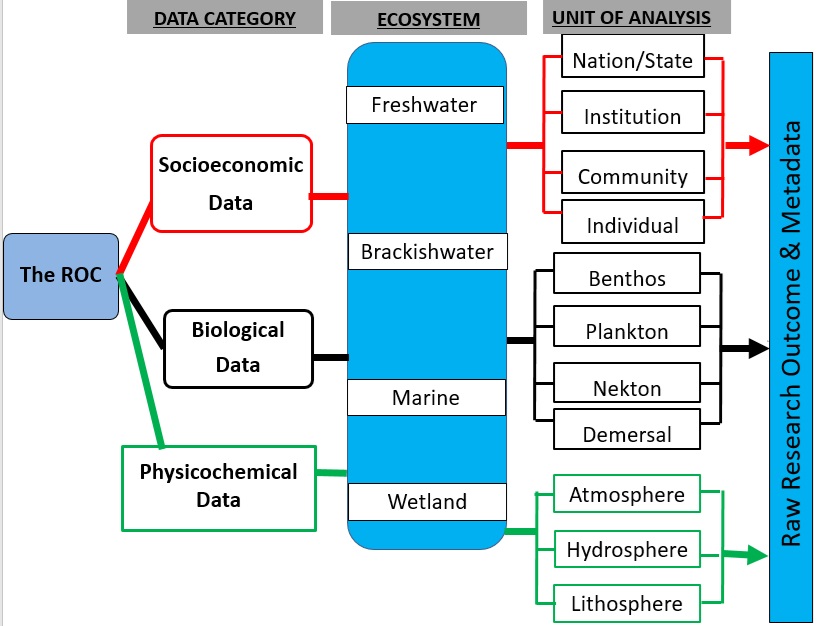 DATA CATEGORY
ECOSYSTEM
UNIT OF ANALYSIS
The ROC
Socioeconomic
Data
Biological
Data
Physicochemical
Data
Freshwater
Brackishwater
Marine
Wetland
Nation/State
Institution
Community
Individual
Benthos
Plankton
Nekton
Demersal
Atmosphere
Hydrosphere
Lithosphere
Raw Research Outcome & Metadata